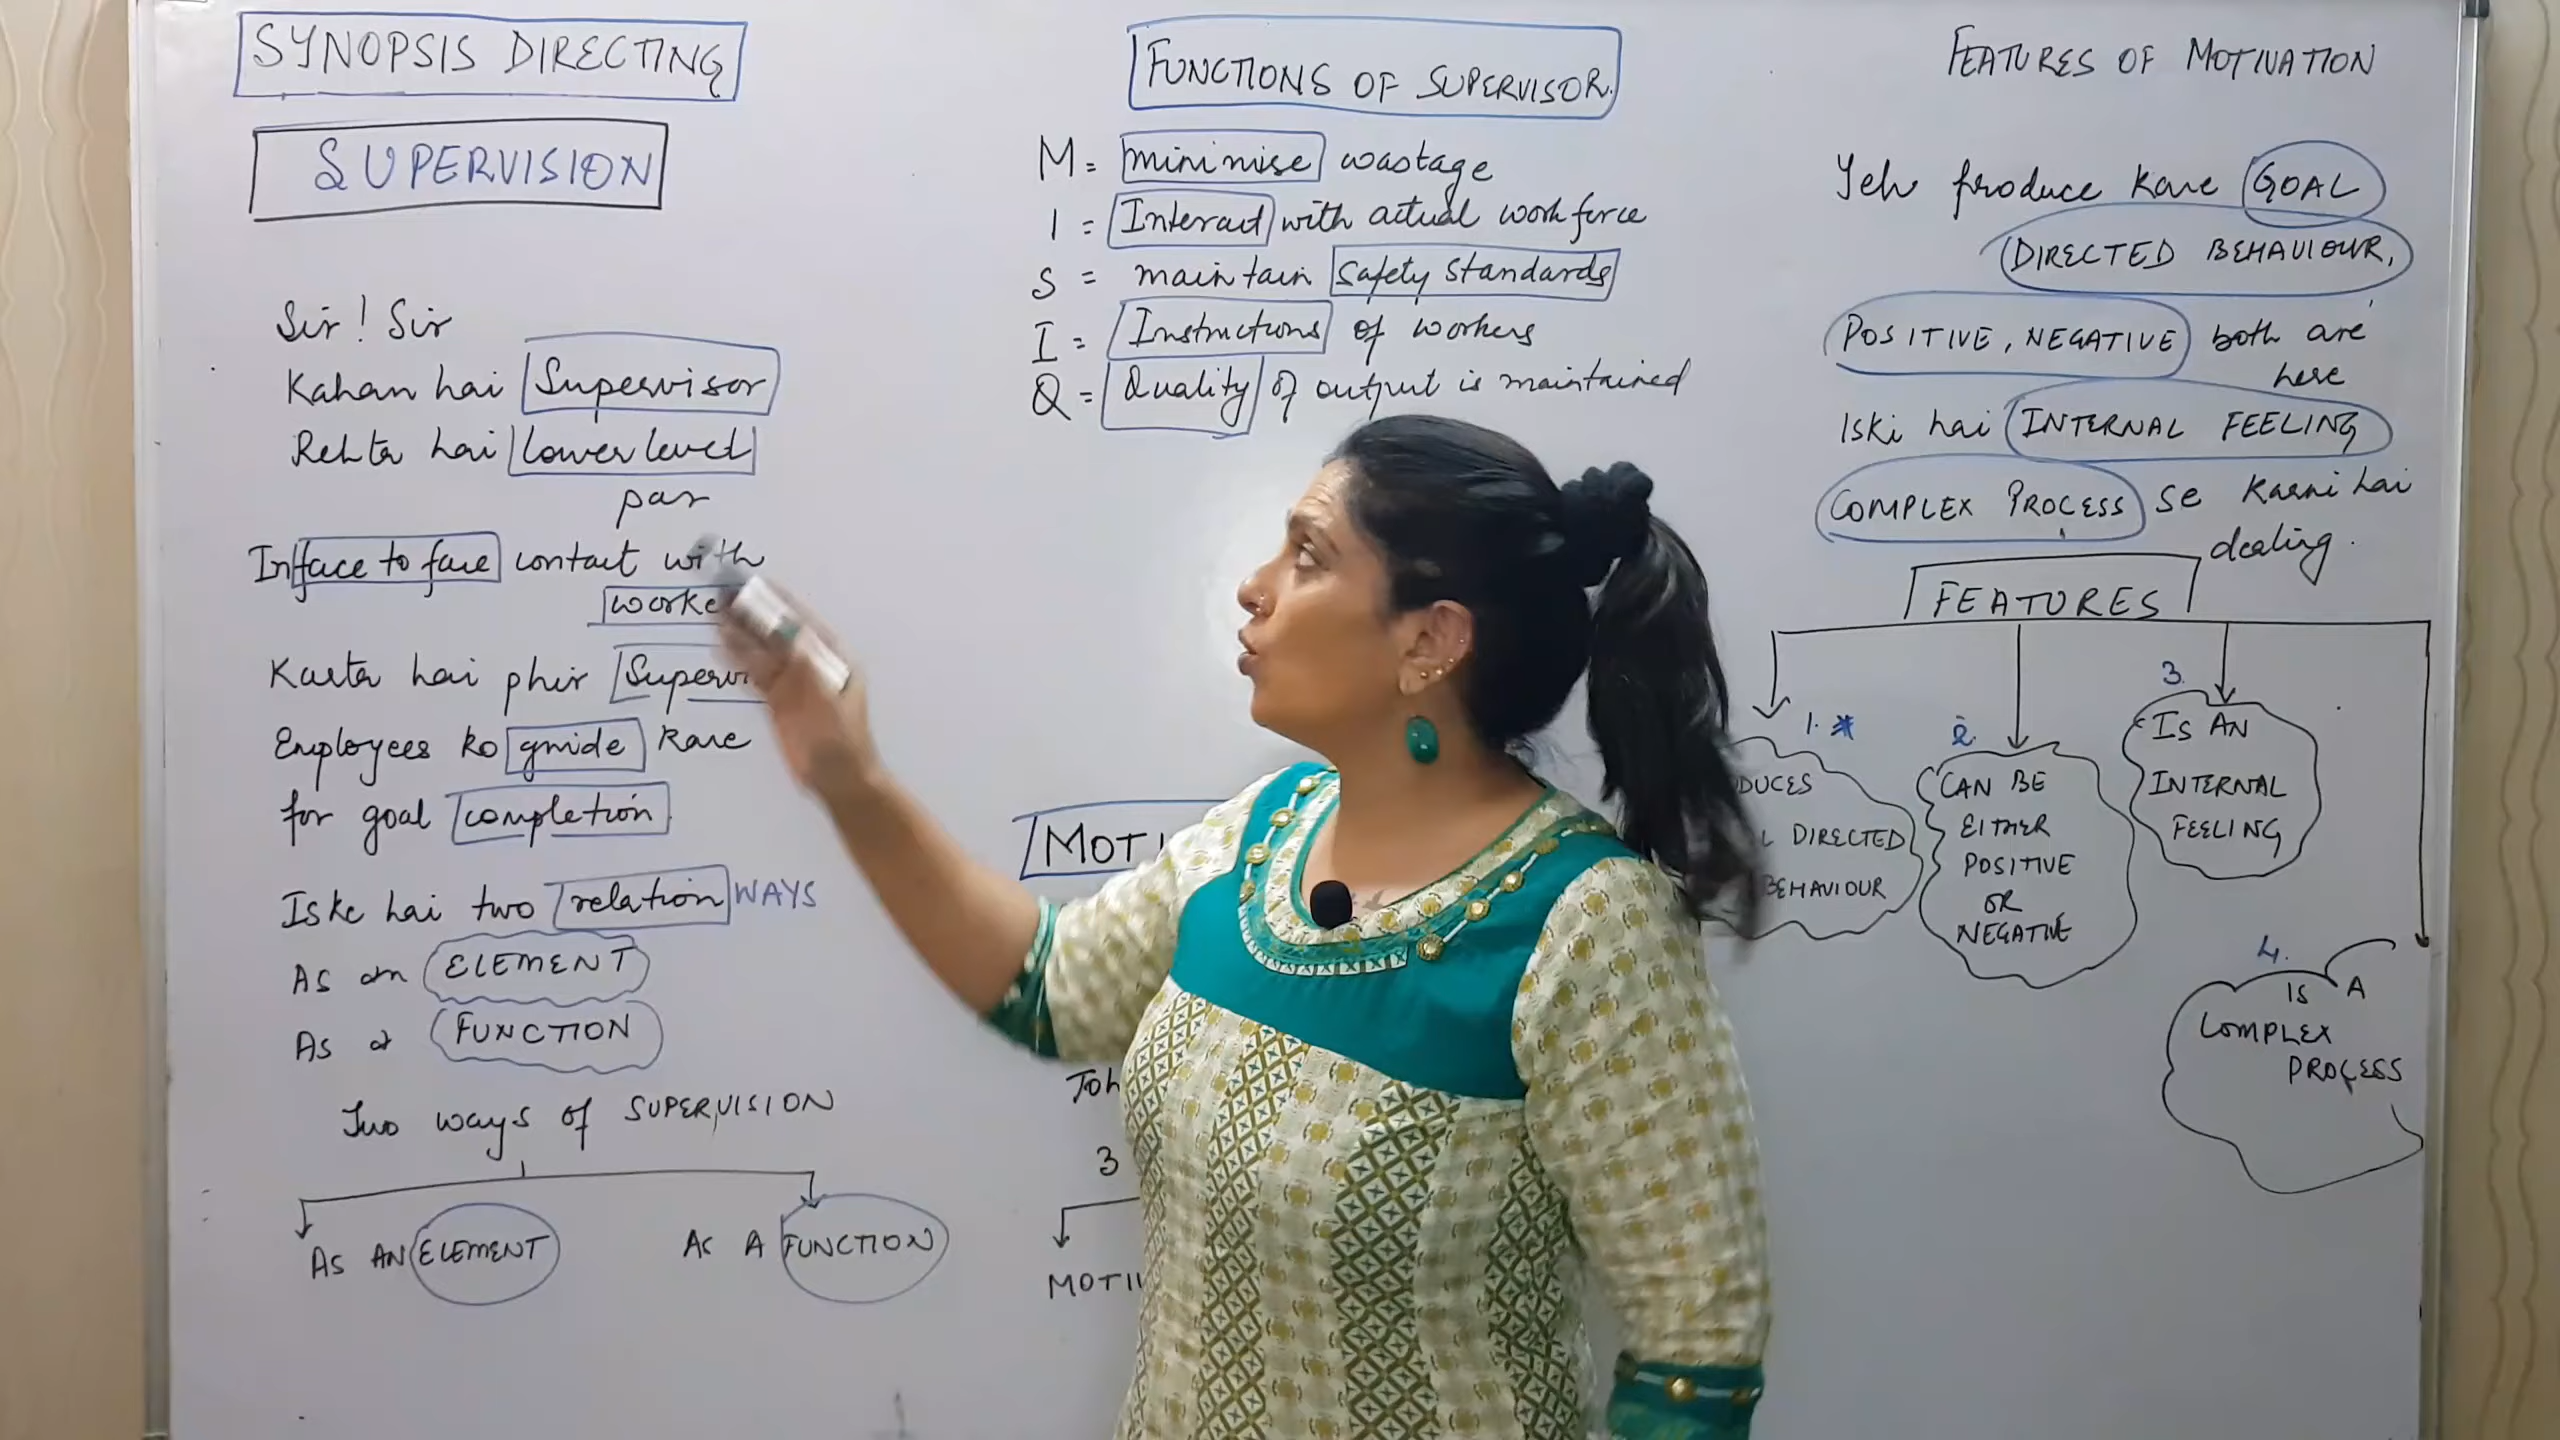 SYNOPSIS DIRECTING
SUPERVISION
Sir! Sir
Kahan hai Supervisor
Rehta hai lower level
par
In face to face contact with
Karta hai phir
Employees ko guide kare
for goal completion
Iske hai two relation WAYS
As an ELEMENT
As a FUNCTION
Two ways of SUPERVISION
AS AN ELEMENT
AS A FUNCTION
FUNCTIONS OF SUPERVISOR.
M = minimise wastage
I = Interact with actual workforce
S = maintain safety standards
I = Instructions of workers
Q = Quality of output is maintained
3
FEATURES OF MOTIVATION
Yeh produce kare GOAL
DIRECTED BEHAVIOUR,
POSITIVE, NEGATIVE both are
here
Iski hai INTERNAL FEELING
COMPLEX PROCESS se karni hai
dealing.
FEATURES
1. *
DIRECTED
BEHAVIOUR
2.
CAN BE
EITHER
POSITIVE
OR
NEGATIVE
3.
IS AN
INTERNAL
FEELING
4.
IS A
COMPLEX
PROCESS